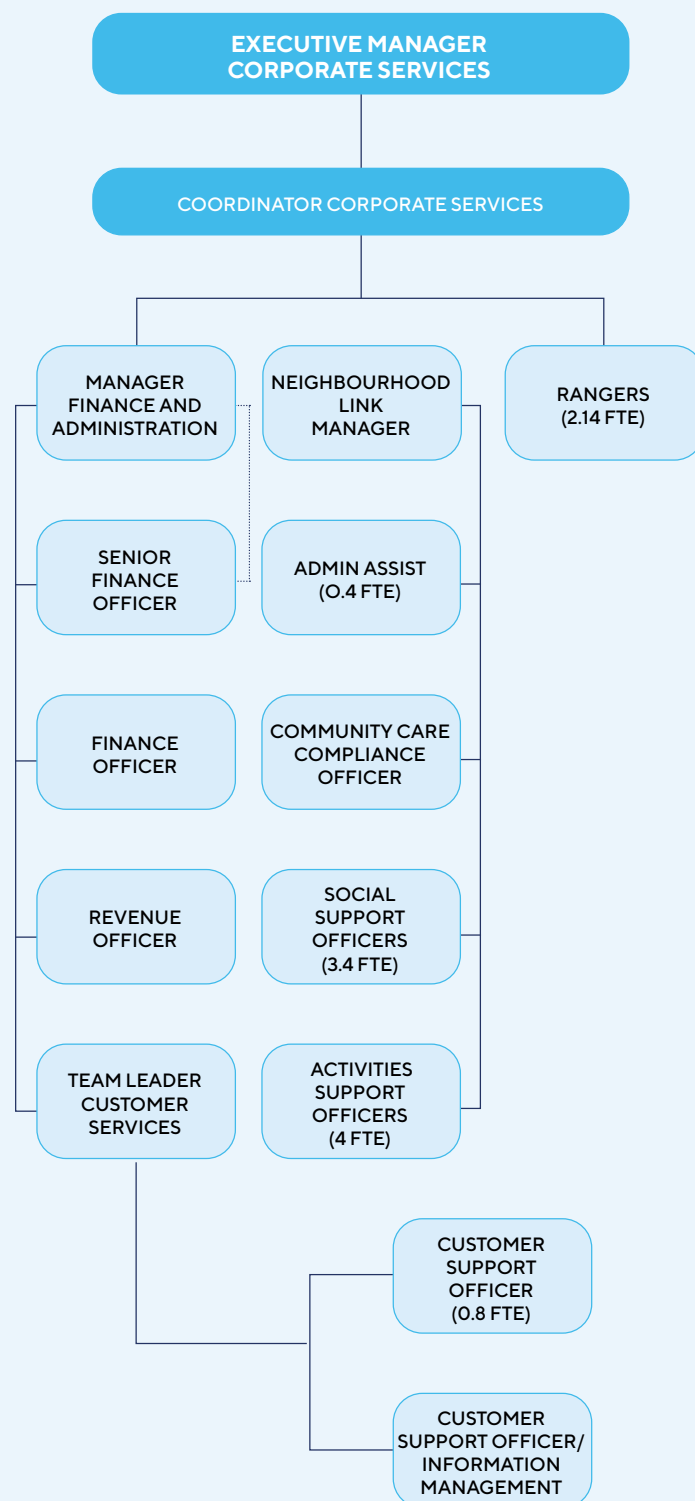 EXECUTIVE MANAGER
CORPORATE SERVICES
COORDINATOR CORPORATE SERVICES
MANAGER
FINANCE AND
ADMINISTRATION
NEIGHBOURHOOD
LINK
MANAGER
RANGERS
(2.14 FTE)
SENIOR
FINANCE
OFFICER
ADMIN ASSIST
(O.4 FTE)
FINANCE
OFFICER
COMMUNITY CARE
COMPLIANCE
OFFICER
REVENUE
OFFICER
SOCIAL
SUPPORT
OFFICERS
(3.4 FTE)
TEAM LEADER
CUSTOMER
SERVICES
ACTIVITIES
SUPPORT
OFFICERS
(4 FTE)
CUSTOMER
SUPPORT
OFFICER
(0.8 FTE)
CUSTOMER
SUPPORT OFFICER/
INFORMATION
MANAGEMENT